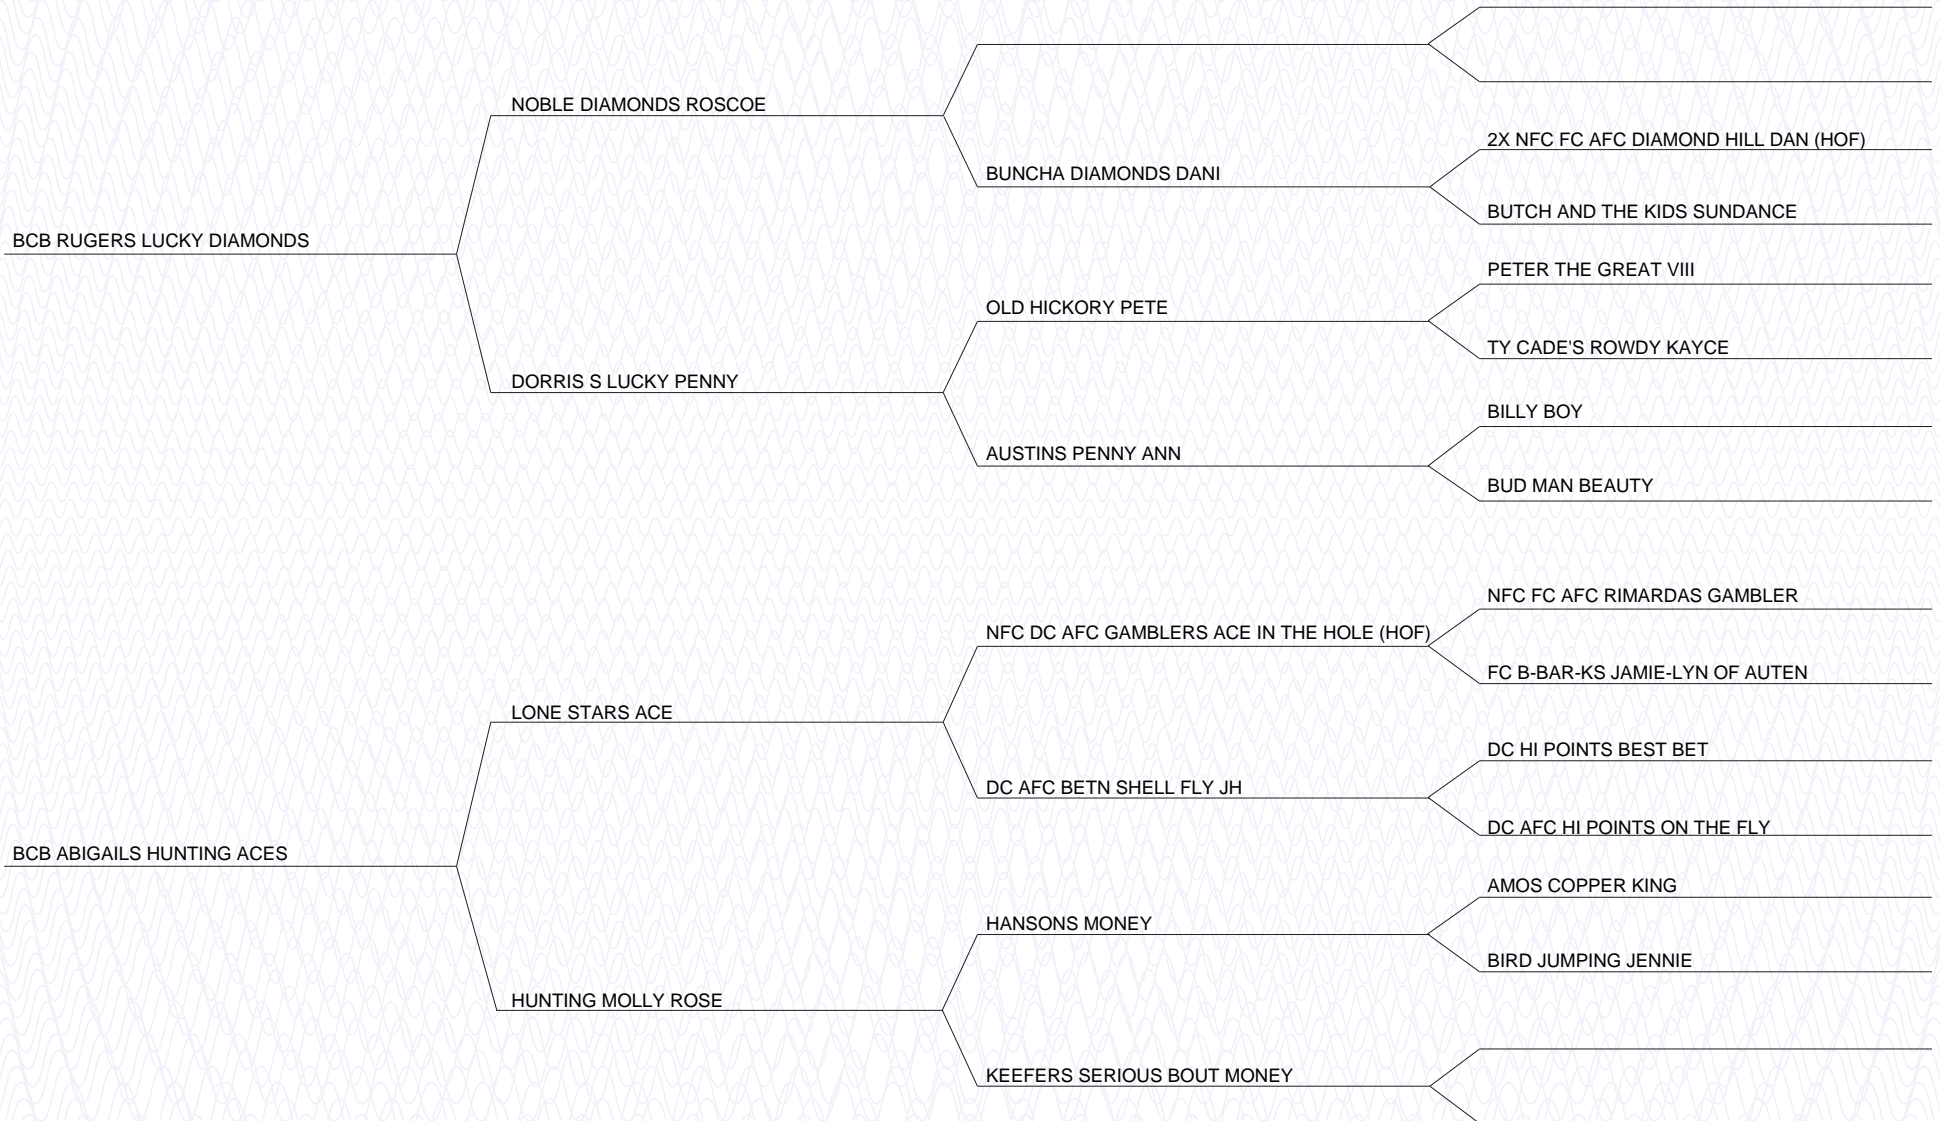 NOBLE DIAMONDS ROSCOE
2X NFC FC AFC DIAMOND HILL DAN (HOF)
BUNCHA DIAMONDS DANI
BUTCH AND THE KIDS SUNDANCE
BCB RUGERS LUCKY DIAMONDS
PETER THE GREAT VIII
OLD HICKORY PETE
TY CADE'S ROWDY KAYCE
DORRIS S LUCKY PENNY
BILLY BOY
AUSTINS PENNY ANN
BUD MAN BEAUTY
NFC FC AFC RIMARDAS GAMBLER
NFC DC AFC GAMBLERS ACE IN THE HOLE (HOF)
FC B-BAR-KS JAMIE-LYN OF AUTEN
LONE STARS ACE
DC HI POINTS BEST BET
DC AFC BETN SHELL FLY JH
DC AFC HI POINTS ON THE FLY
BCB ABIGAILS HUNTING ACES
AMOS COPPER KING
HANSONS MONEY
BIRD JUMPING JENNIE
HUNTING MOLLY ROSE
KEEFERS SERIOUS BOUT MONEY